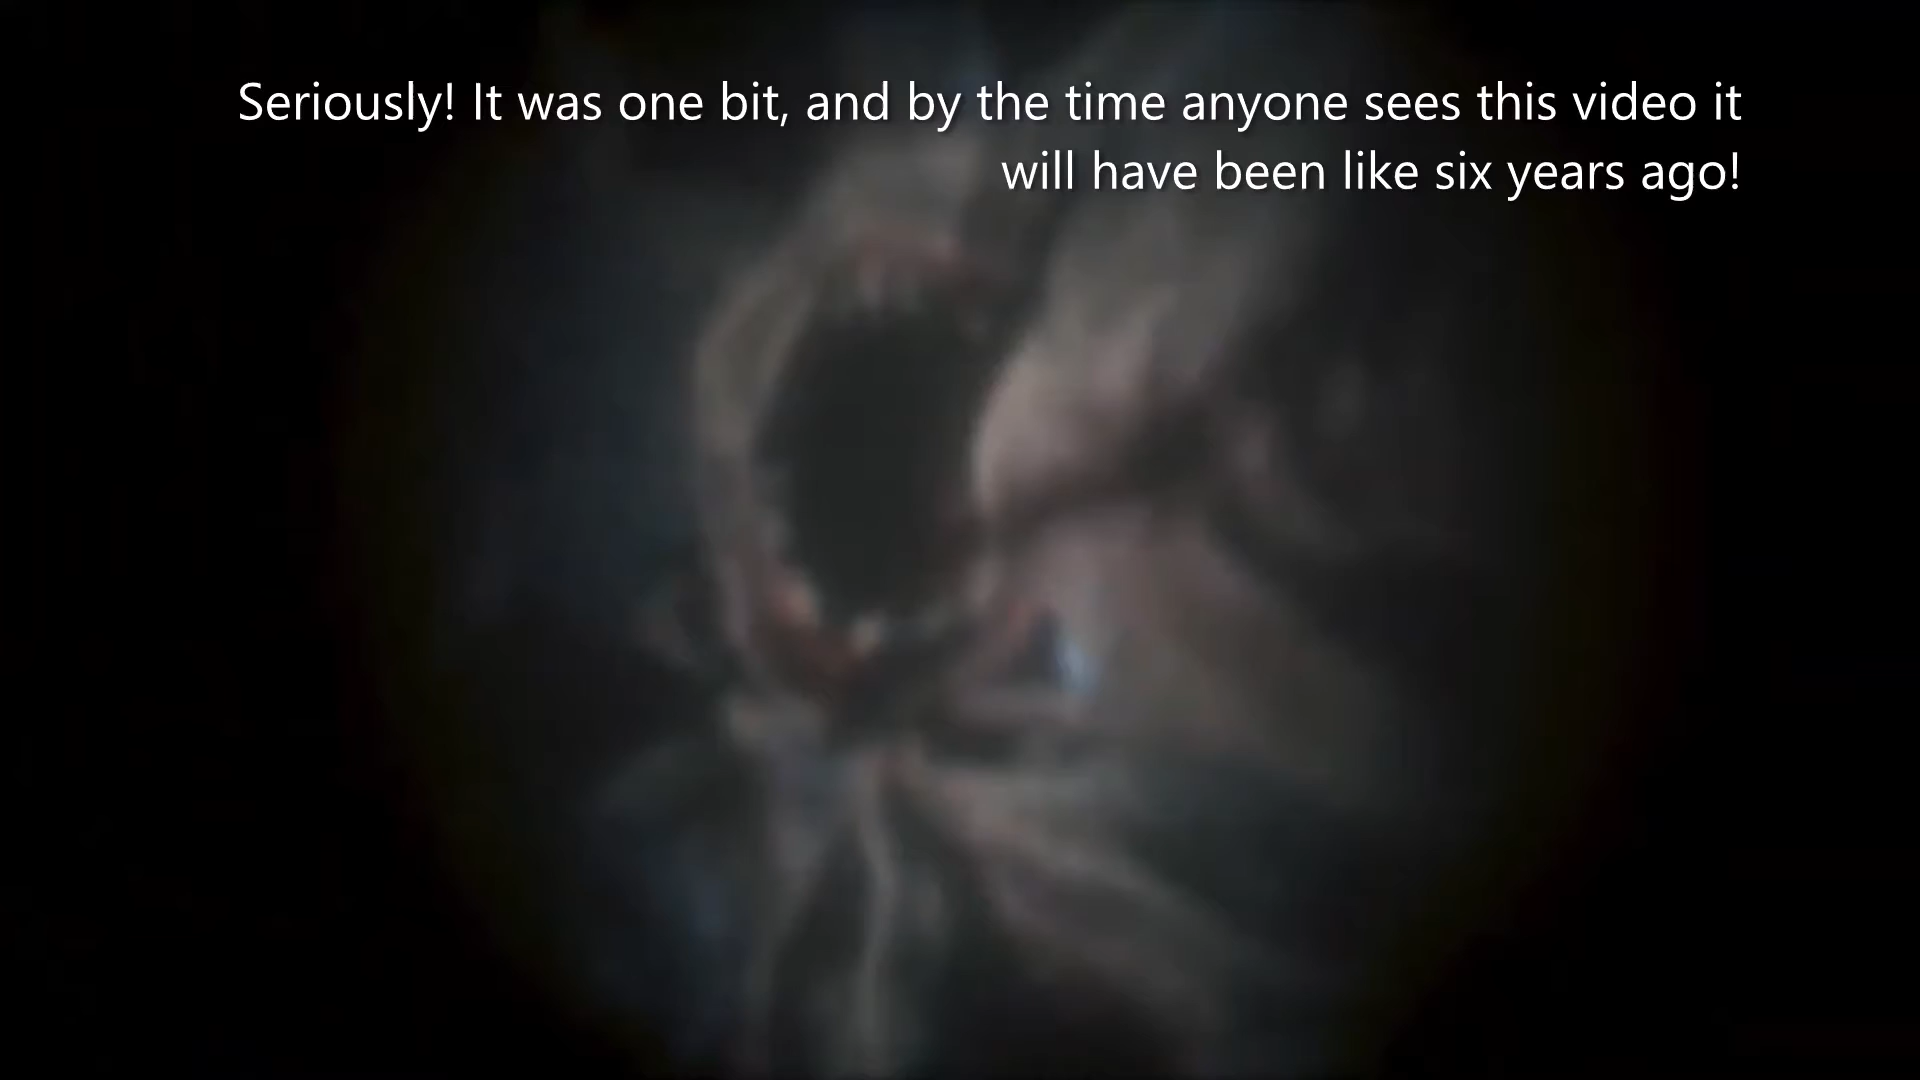 Seriously! It was one bit, and by the time anyone sees this video it
will have been like six years ago!